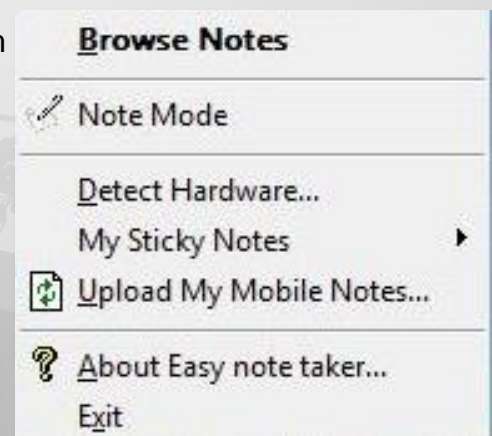 n
Browse Notes
Note Mode
Detect Hardware...
My Sticky Notes
Upload My Mobile Notes...
About Easy note taker...
Exit